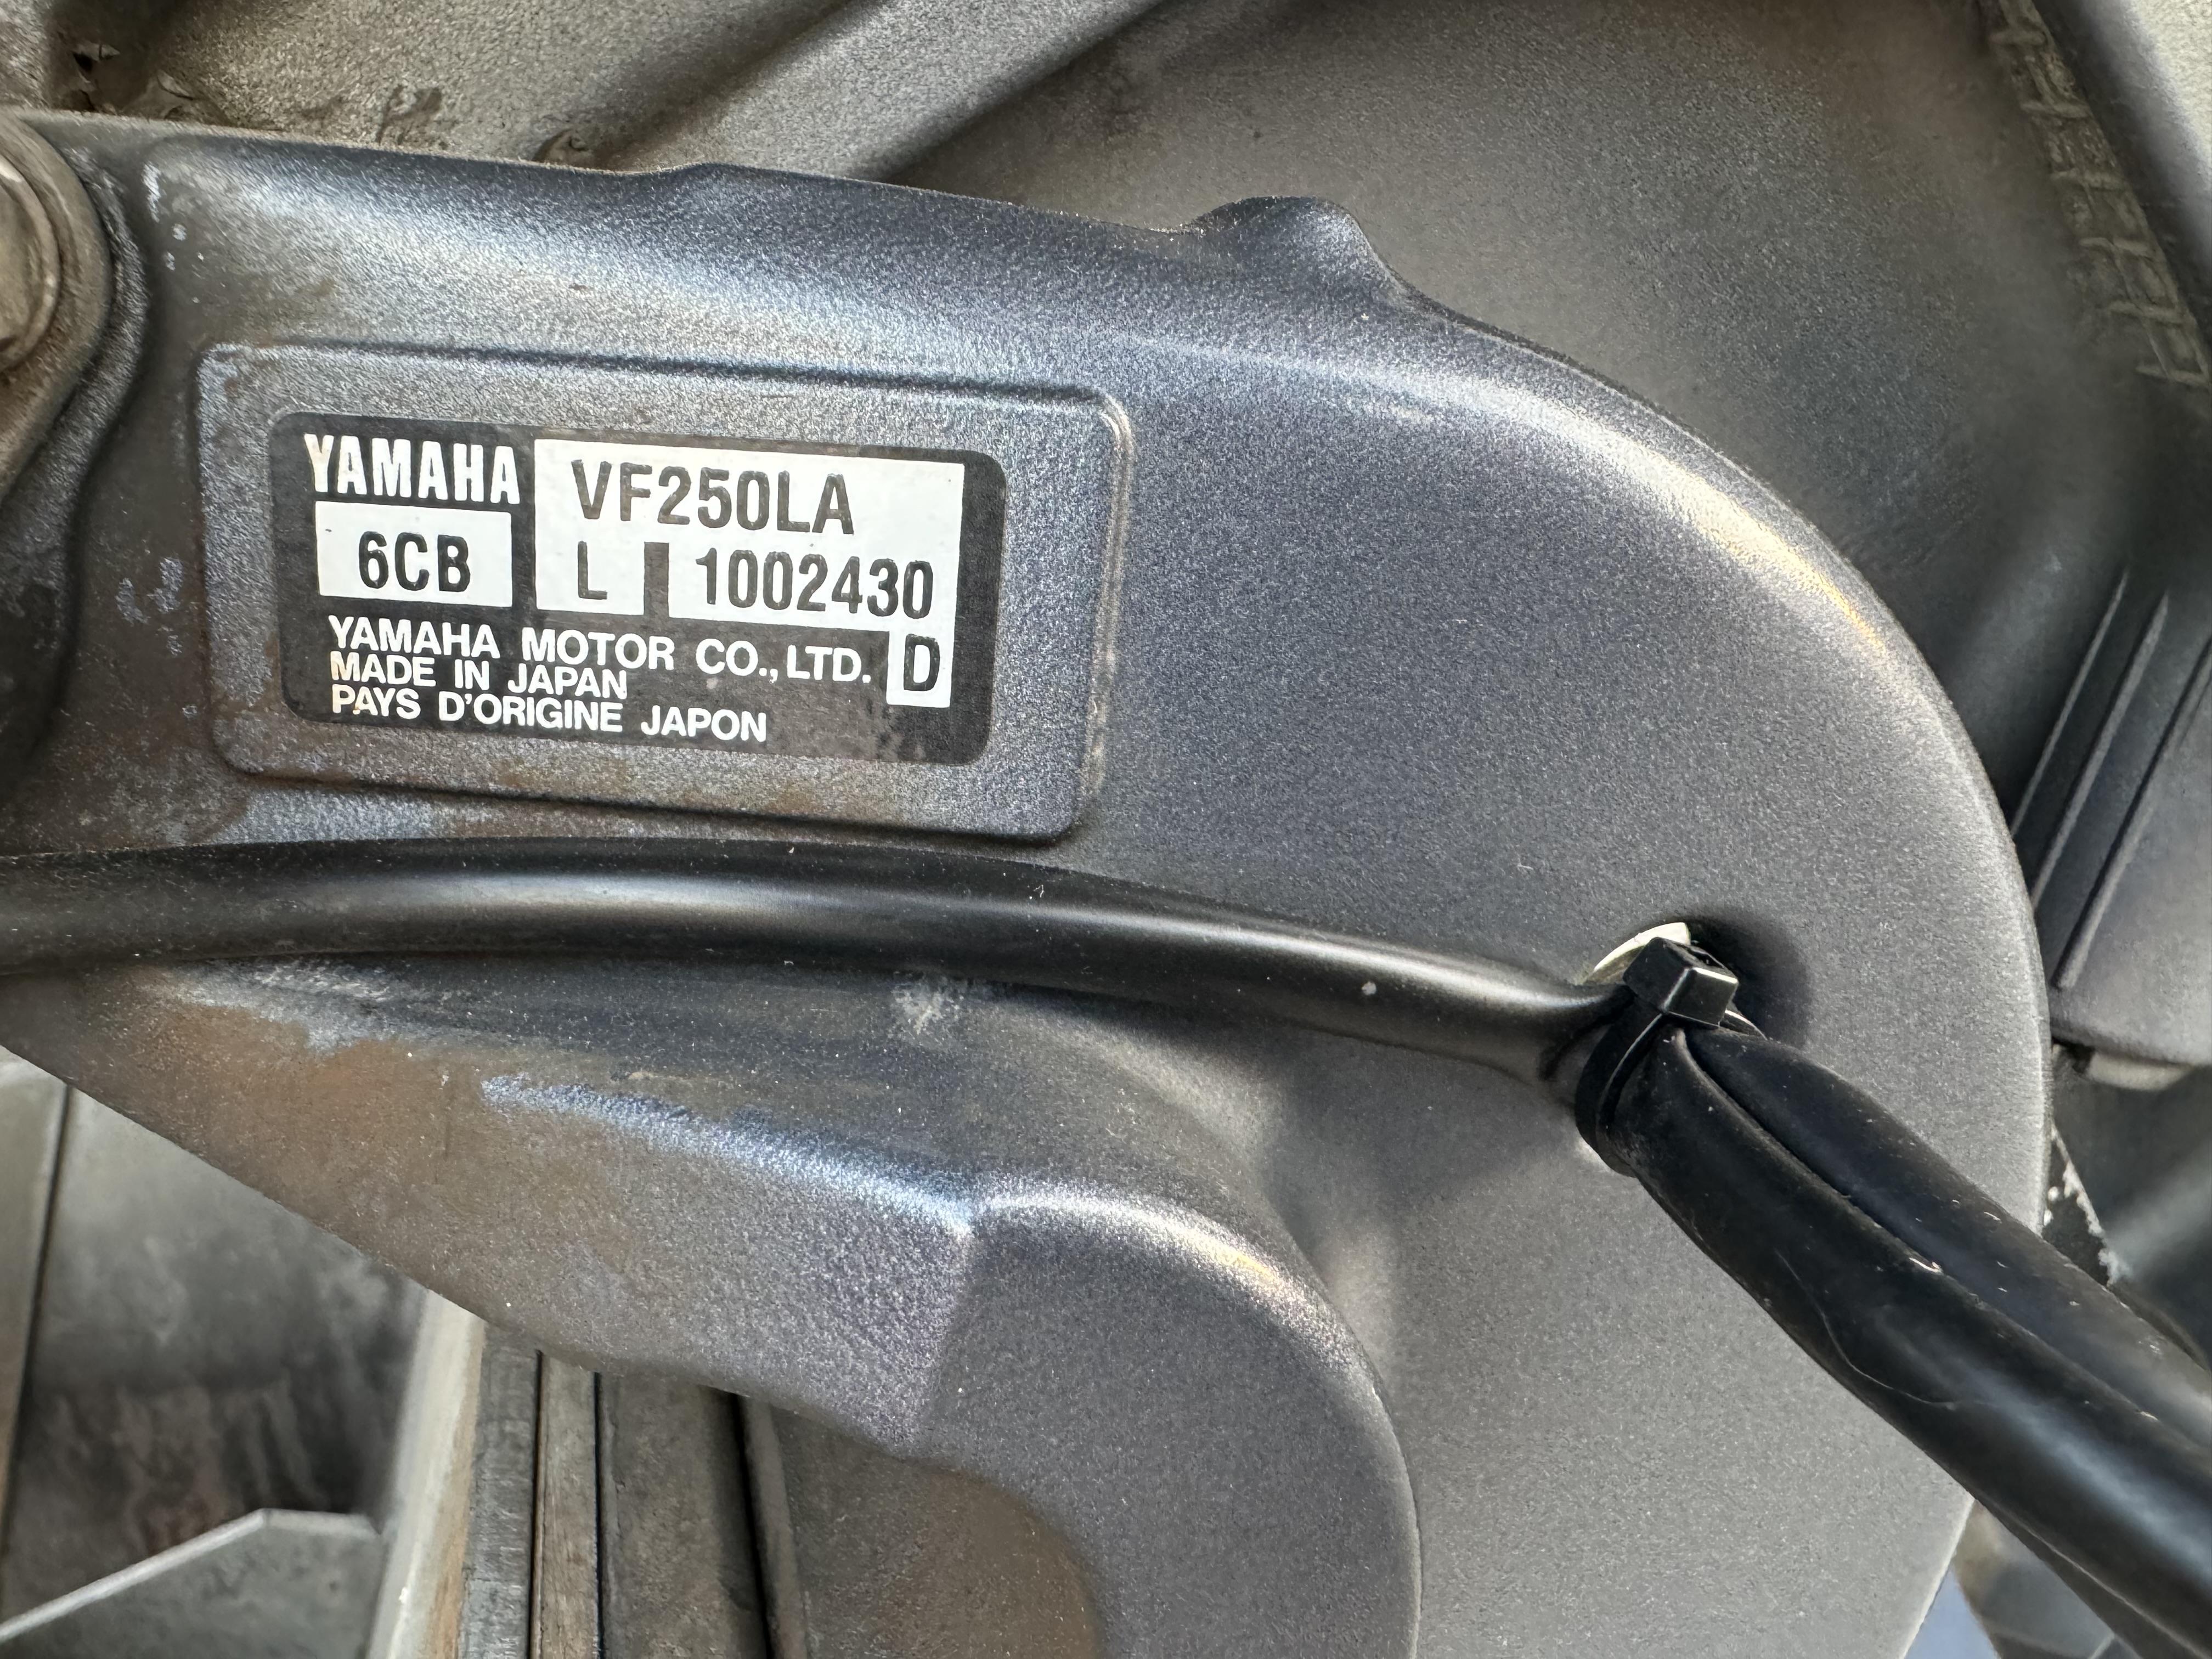 YAMAHA VF250LA
6CB L 1002430
YAMAHA MOTOR CO., LTD. D
MADE IN JAPAN
PAYS D'ORIGINE JAPON